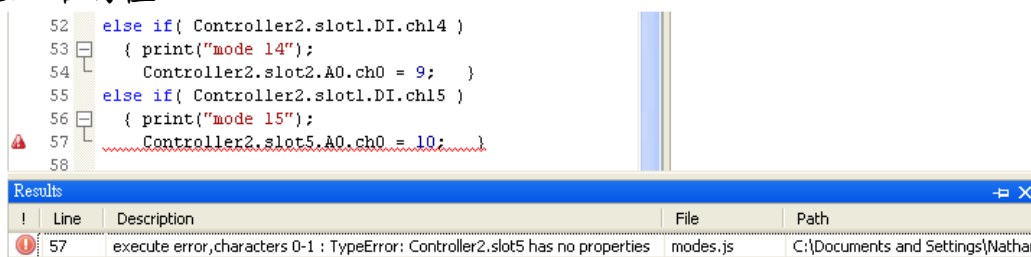 52 else if( Controller2.slot1.DI.ch14 )
53 { print("mode 14");
54 Controller2.slot2.AO.ch0 = 9; }
55 else if( Controller2.slot1.DI.ch15 )
56 { print("mode 15");
57 Controller2.slot5.AO.ch0 = 10; }
58
Results
! Line Description File Path
57 execute error,characters 0-1 : TypeError: Controller2.slot5 has no properties modes.js C:\Documents and Settings\Nathan